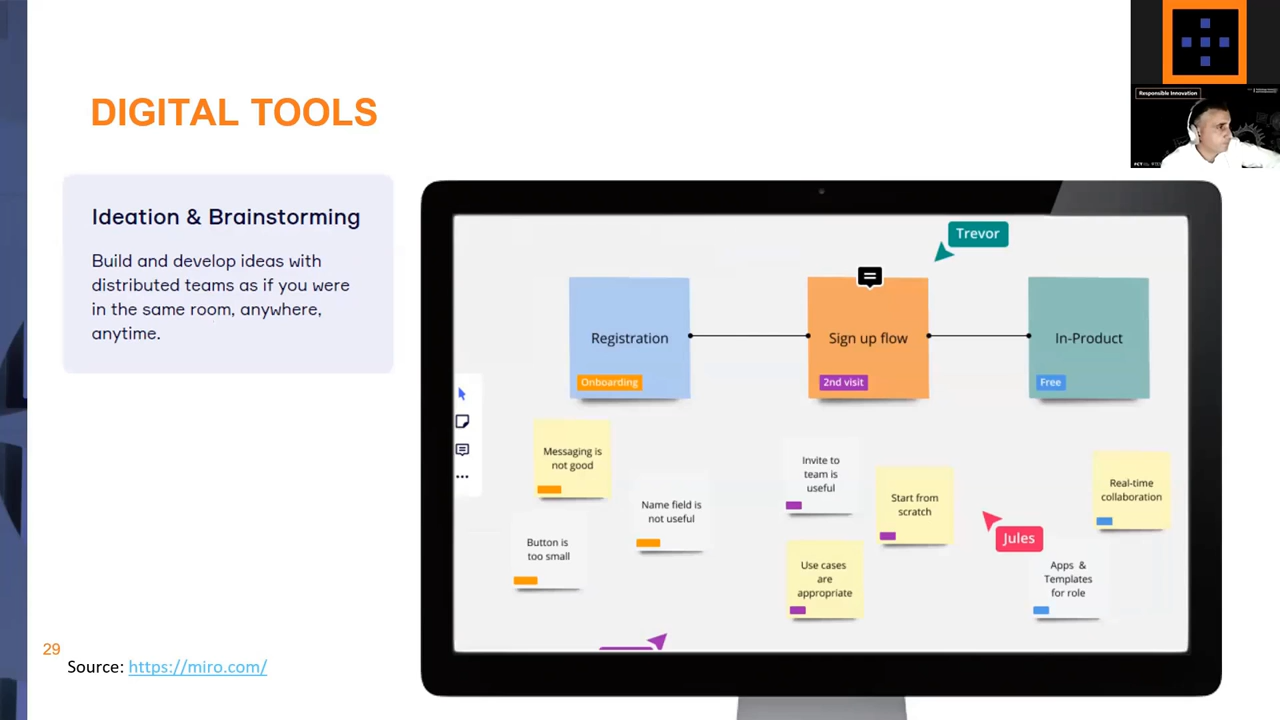 Responsible Innovation
DIGITAL TOOLS
Ideation & Brainstorming
Build and develop ideas with
distributed teams as if you were
in the same room, anywhere,
anytime.
Trevor
Registration
Onboarding
Sign up flow
2nd visit
In-Product
Free
Messaging is
not good
Name field is
not useful
Button is
too small
Invite to
team is
useful
Start from
scratch
Use cases
are
appropriate
Jules
Real-time
collaboration
Apps &
Templates
for role
29
Source: https://miro.com/